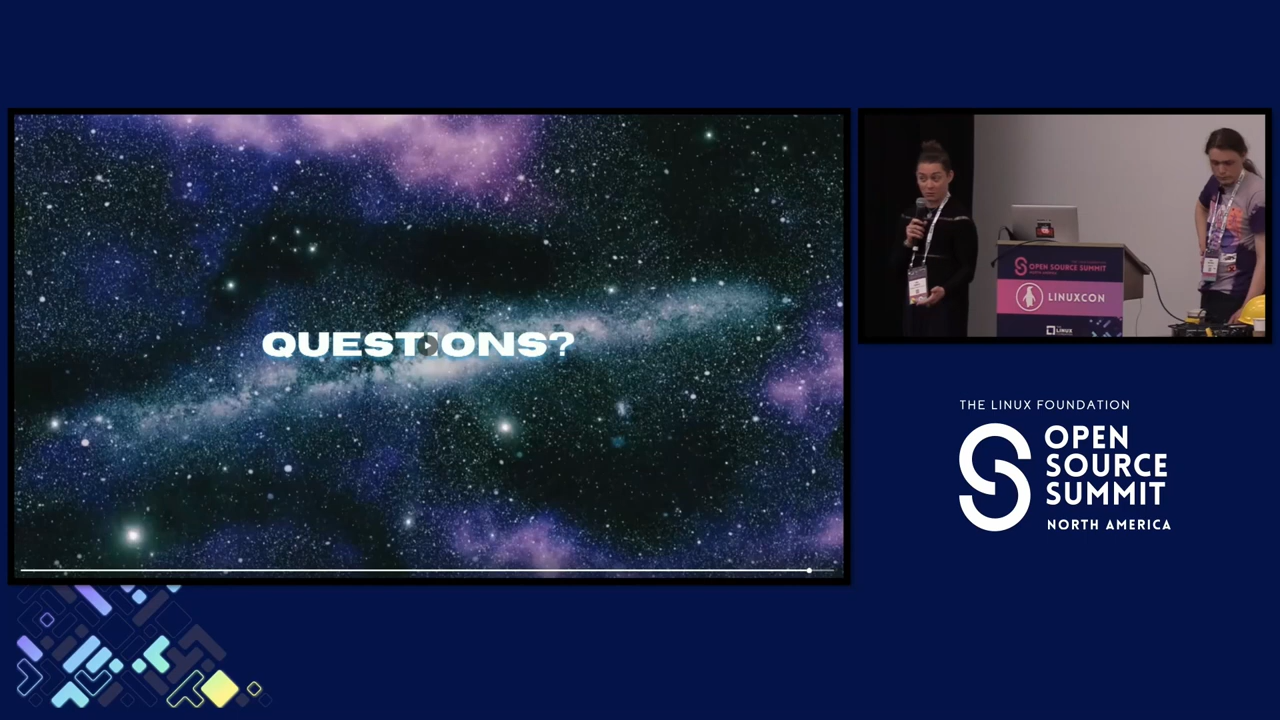 QUESTIONS?
OPEN SOURCE SUMMIT
LINUXCON
THE LINUX FOUNDATION
OPEN
SOURCE
SUMMIT
NORTH AMERICA